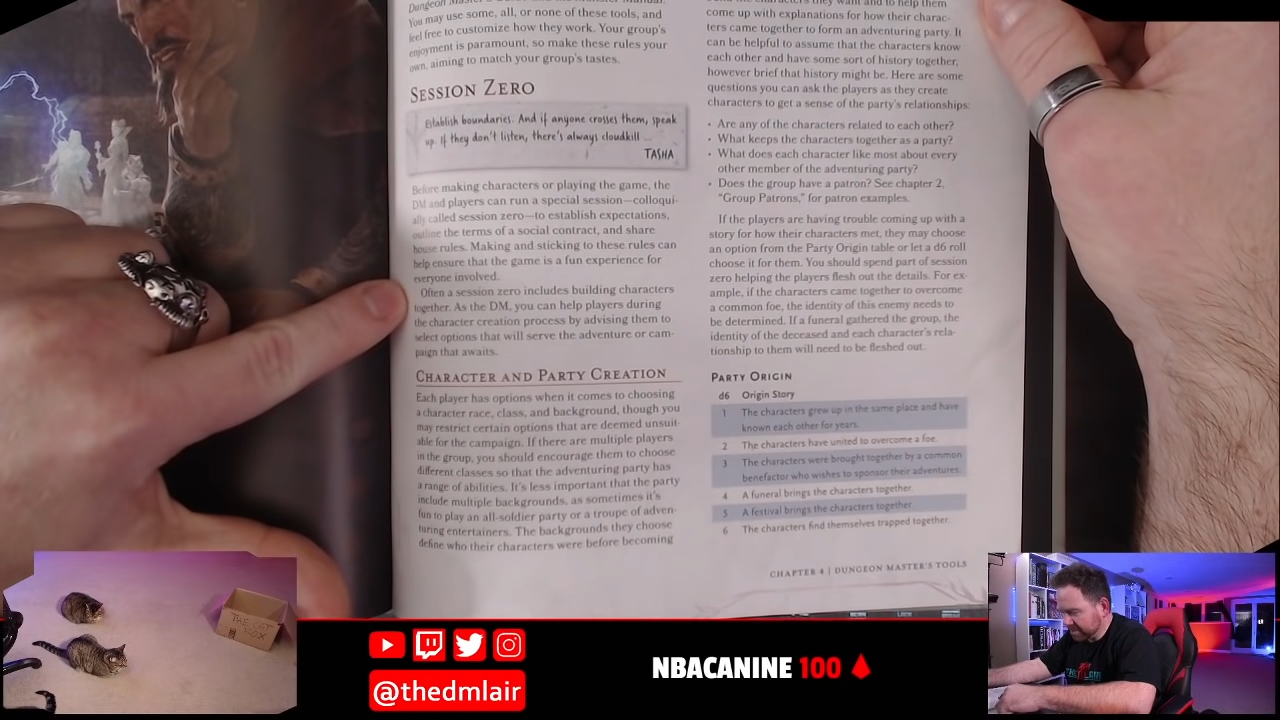 You may use some, all, or none of these tools, and
feel free to customize how they work. Your group's
enjoyment is paramount, so make these rules your
own, aiming to match your group's tastes.
SESSION ZERO
Establish boundaries. And if anyone crosses them, speak
up. If they don't listen, there's always cloudkill ...
TASHA
Before making characters or playing the game, the
DM and players can run a special session—colloqui-
ally called session zero—to establish expectations,
outline the terms of a social contract, and share
house rules. Making and sticking to these rules can
help ensure that the game is a fun experience for
everyone involved.
Often a session zero includes building characters
together. As the DM, you can help players during
the character creation process by advising them to
select options that will serve the adventure or cam-
paign that awaits.
CHARACTER AND PARTY CREATION
Each player has options when it comes to choosing
a character race, class, and background, though you
may restrict certain options that are deemed unsuit-
able for the campaign. If there are multiple players
in the group, you should encourage them to choose
different classes so that the adventuring party has
a range of abilities. It's less important that the party
include multiple backgrounds, as sometimes it's
fun to play an all-soldier party or a troupe of adven-
turing entertainers. The backgrounds they choose
define who their characters were before becoming
come up with explanations for how their charac-
ters came together to form an adventuring party. It
can be helpful to assume that the characters know
each other and have some sort of history together,
however brief that history might be. Here are some
questions you can ask the players as they create
characters to get a sense of the party's relationships:
• Are any of the characters related to each other?
• What keeps the characters together as a party?
• What does each character like most about every
other member of the adventuring party?
• Does the group have a patron? See chapter 2,
"Group Patrons," for patron examples.
If the players are having trouble coming up with a
story for how their characters met, they may choose
an option from the Party Origin table or let a d6 roll
choose it for them. You should spend part of session
zero helping the players flesh out the details. For ex-
ample, if the characters came together to overcome
a common foe, the identity of this enemy needs to
be determined. If a funeral gathered the group, the
identity of the deceased and each character's rela-
tionship to them will need to be fleshed out.
PARTY ORIGIN
d6 Origin Story
1 The characters grew up in the same place and have
known each other for years.
2 The characters have united to overcome a foe.
3 The characters were brought together by a common
benefactor who wishes to sponsor their adventures.
4 A funeral brings the characters together.
5 A festival brings the characters together.
6 The characters find themselves trapped together.
CHAPTER 4 | DUNGEON MASTER'S TOOLS
THE CAT
BOX
@thedmlair
NBACANINE 100